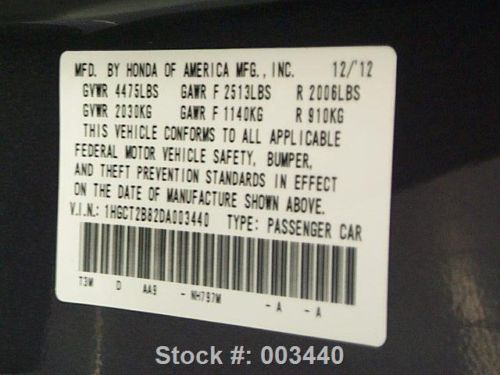 MFD. BY HONDA OF AMERICA MFG., INC. 12/'12
GVWR 4475LBS GAWR F 2513LBS R 2006LBS
GVWR 2030KG GAWR F 1140KG R 910KG
THIS VEHICLE CONFORMS TO ALL APPLICABLE
FEDERAL MOTOR VEHICLE SAFETY, BUMPER,
AND THEFT PREVENTION STANDARDS IN EFFECT
ON THE DATE OF MANUFACTURE SHOWN ABOVE.
V.I.N.: 1HGCT2B82DA003440 TYPE: PASSENGER CAR
T3W D AA9 - NH797M - A - A
Stock #: 003440